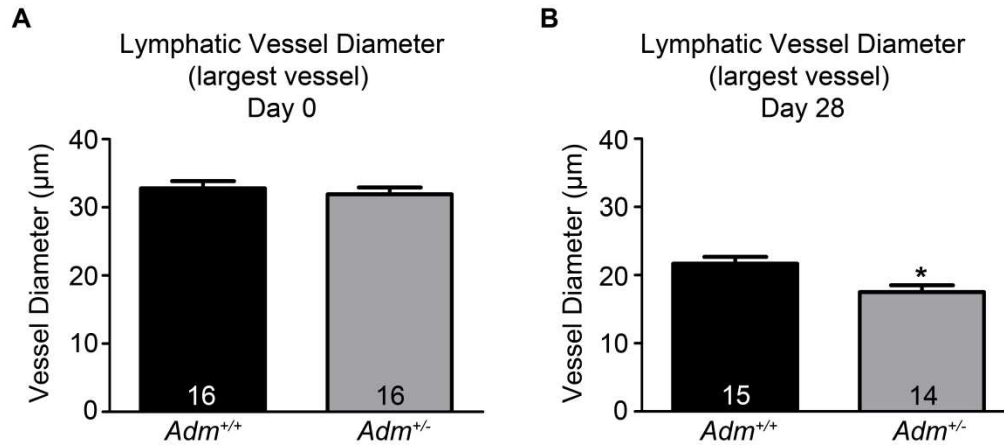 A
Lymphatic Vessel Diameter
(largest vessel)
Day 0
Vessel Diameter (µm)
40
30
20
10
0
16
16
Adm+/+
Adm+/-
B
Lymphatic Vessel Diameter
(largest vessel)
Day 28
Vessel Diameter (µm)
40
30
20
10
0
*
15
14
Adm+/+
Adm+/-